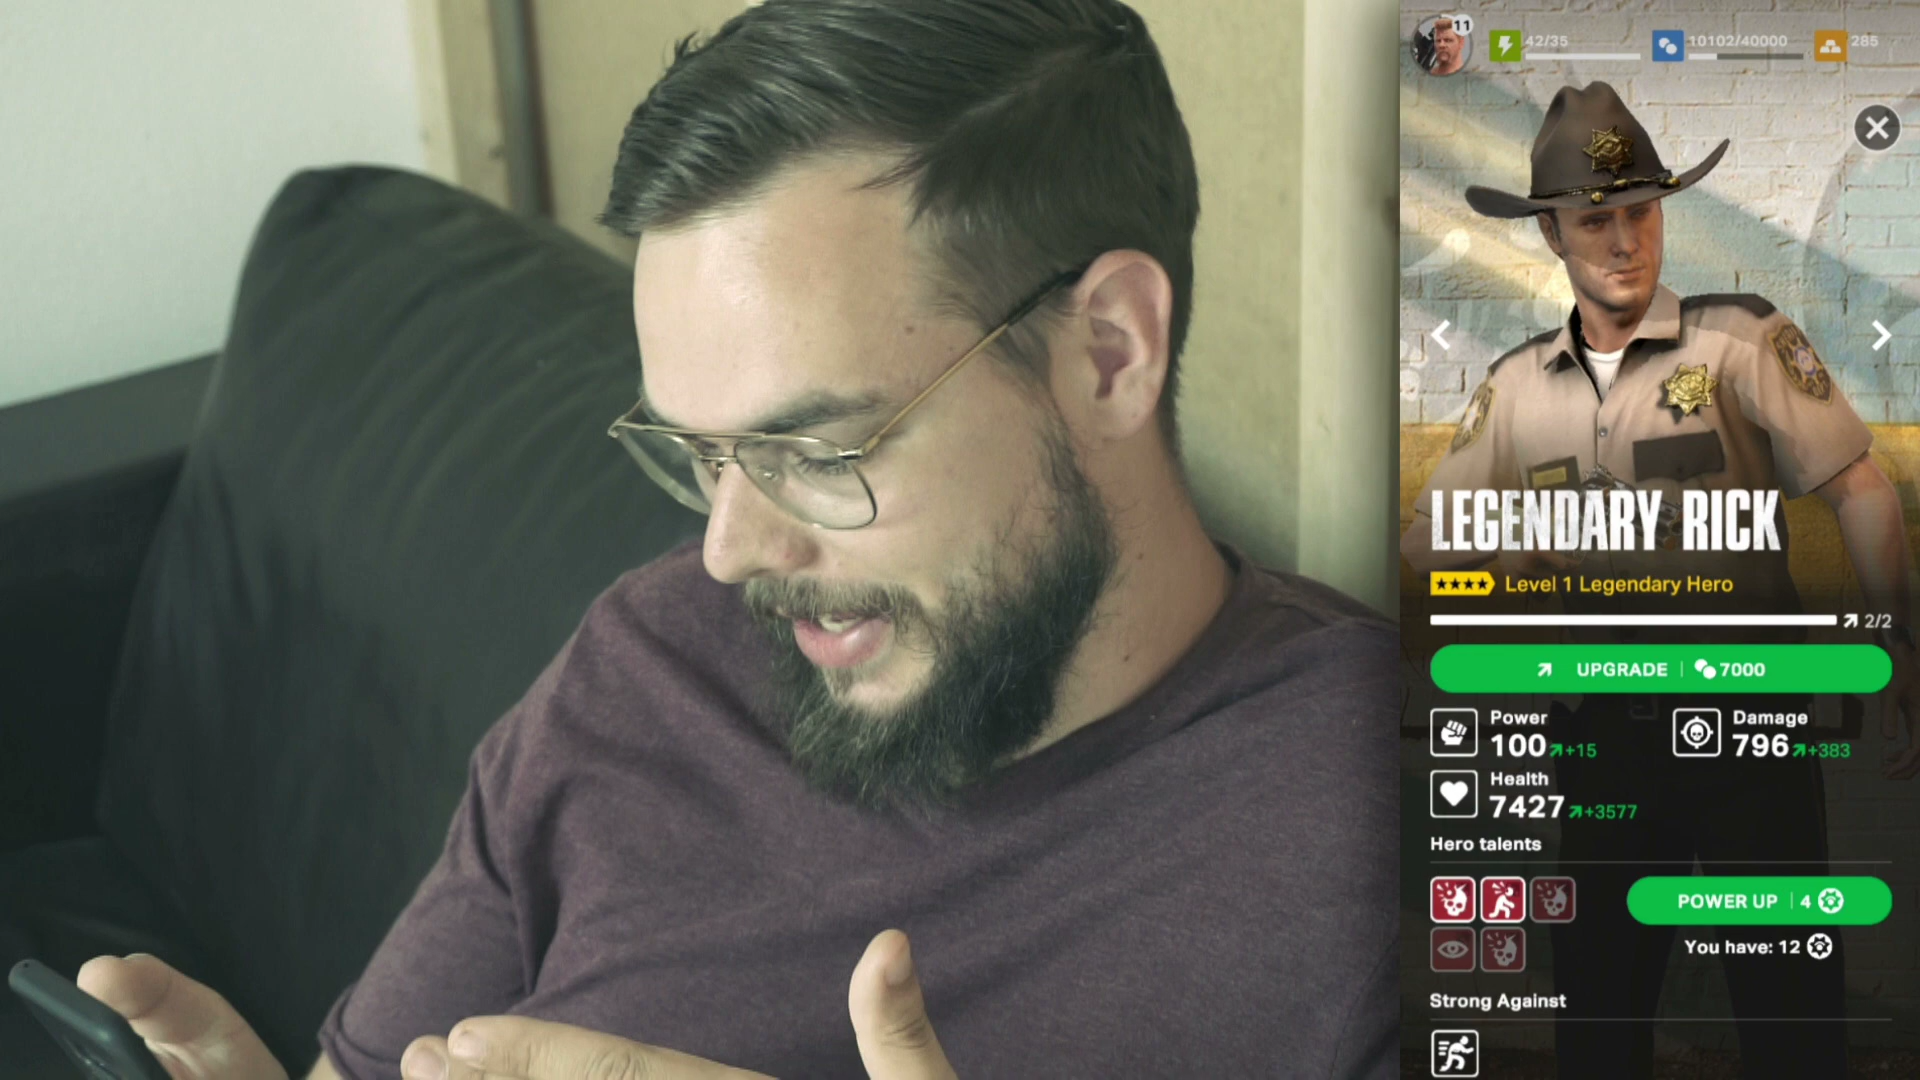 11
42/35
10102/40000
285
LEGENDARY RICK
Level 1 Legendary Hero
2/2
UPGRADE | 7000
Power
100 +15
Damage
796 +383
Health
7427 +3577
Hero talents
POWER UP | 4
You have: 12
Strong Against